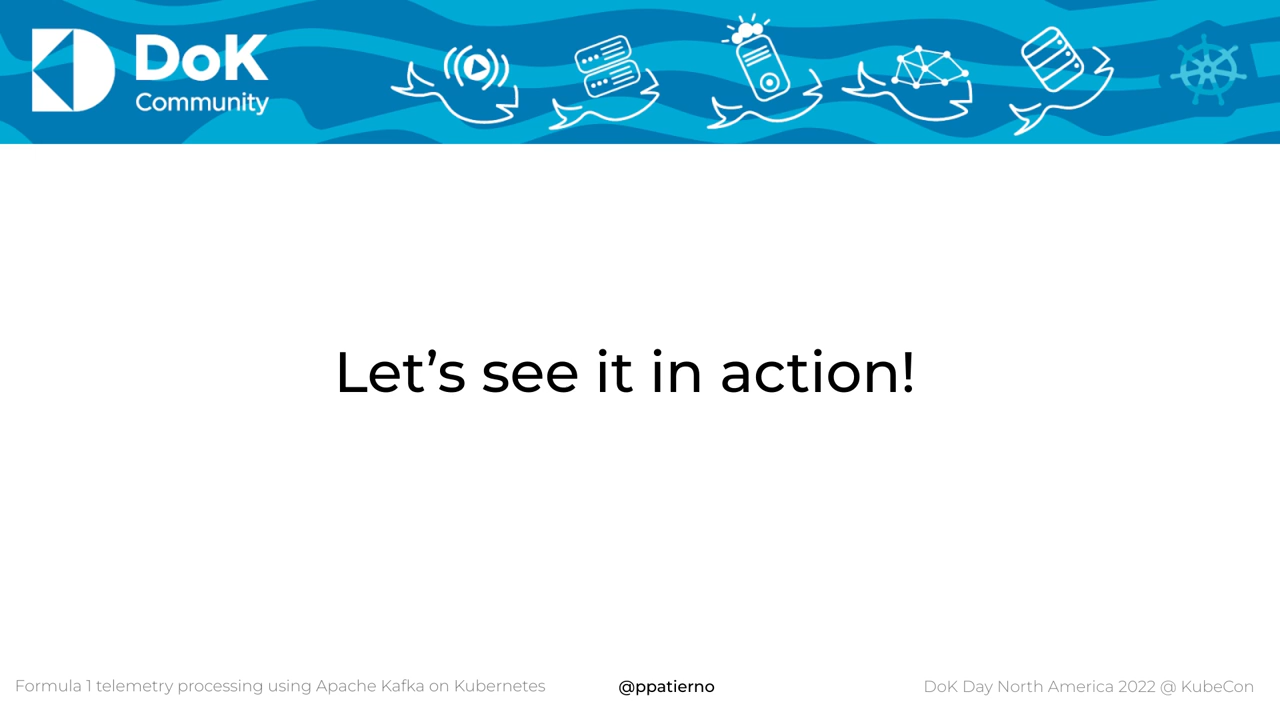 DoK
Community
Let’s see it in action!
Formula 1 telemetry processing using Apache Kafka on Kubernetes
@ppatierno
DoK Day North America 2022 @ KubeCon